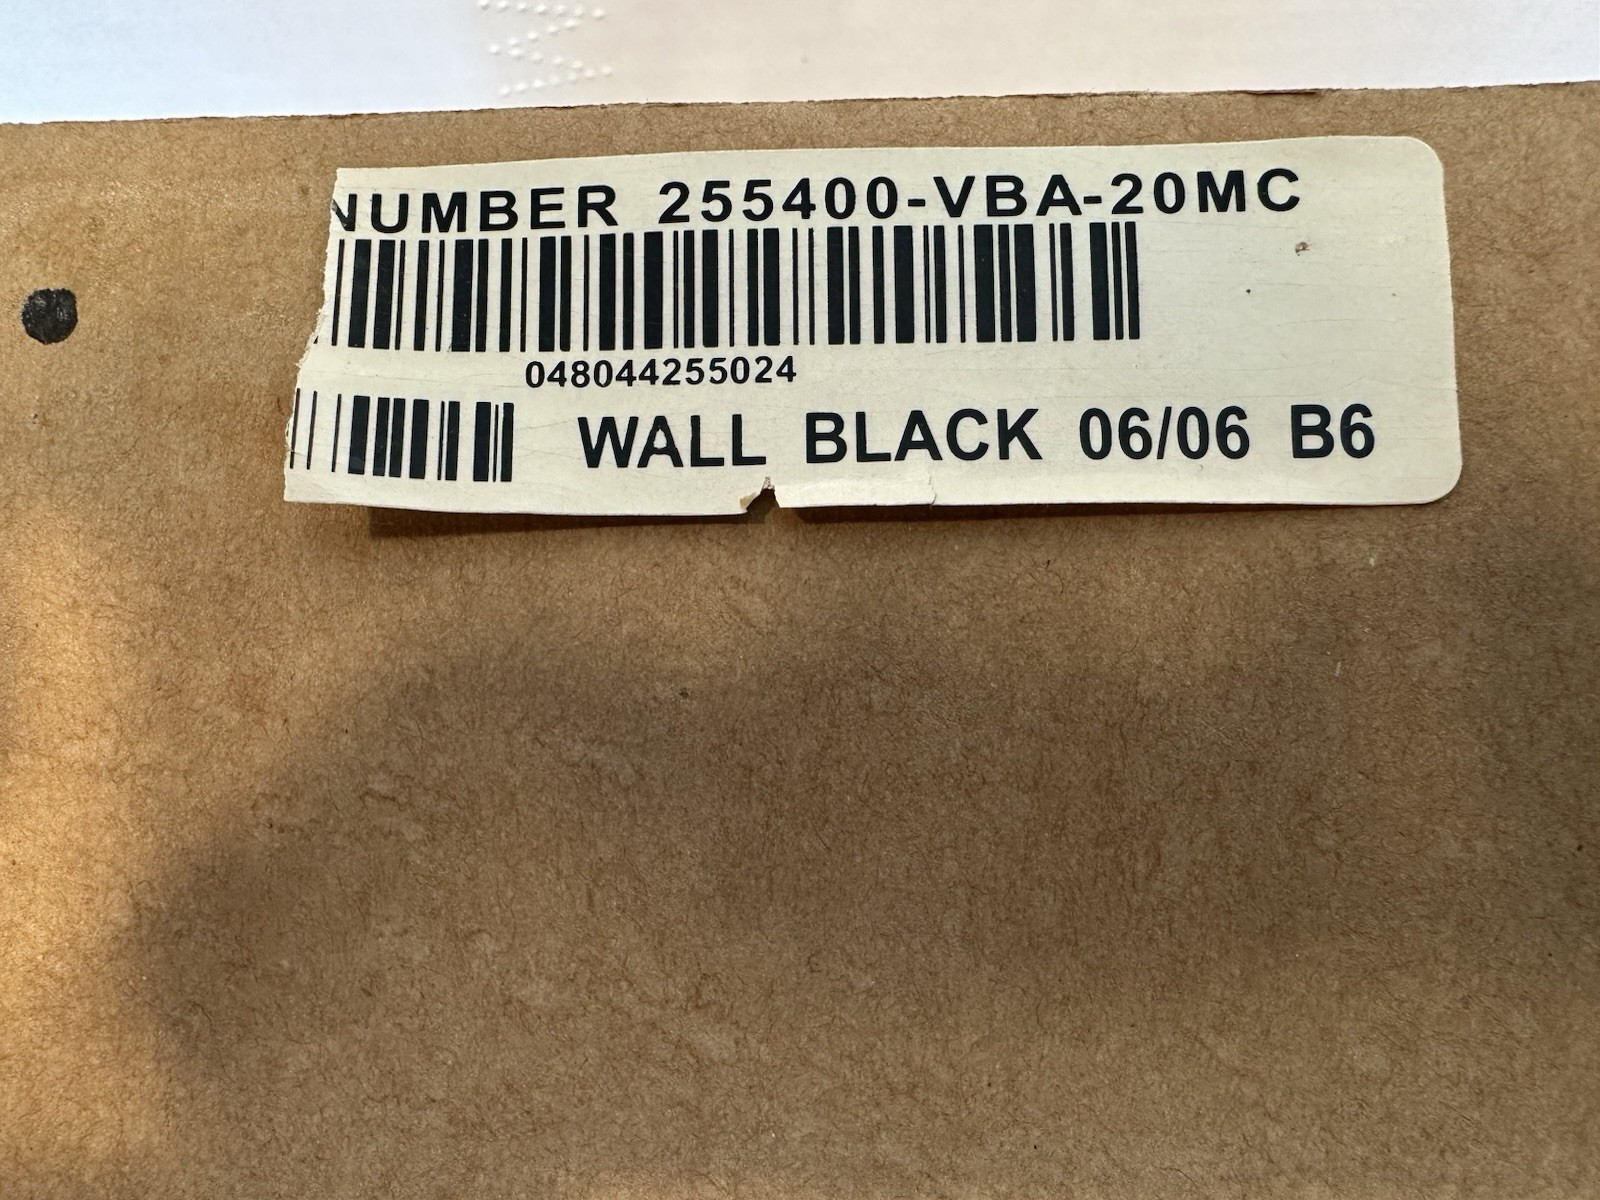 NUMBER 255400-VBA-20MC
048044255024
WALL BLACK 06/06 B6